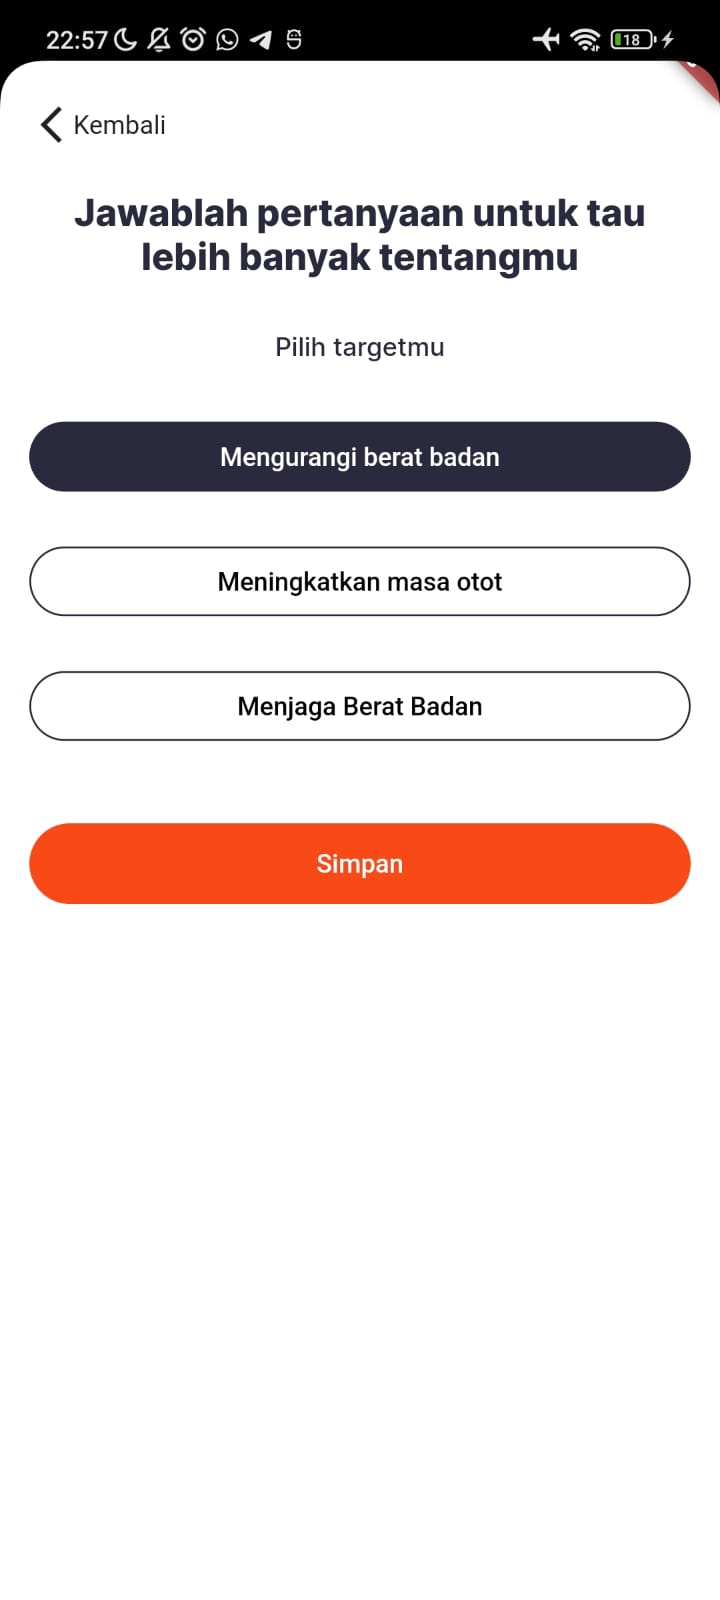 22:57
18
Kembali
Jawablah pertanyaan untuk tau
lebih banyak tentangmu
Pilih targetmu
Mengurangi berat badan
Meningkatkan masa otot
Menjaga Berat Badan
Simpan